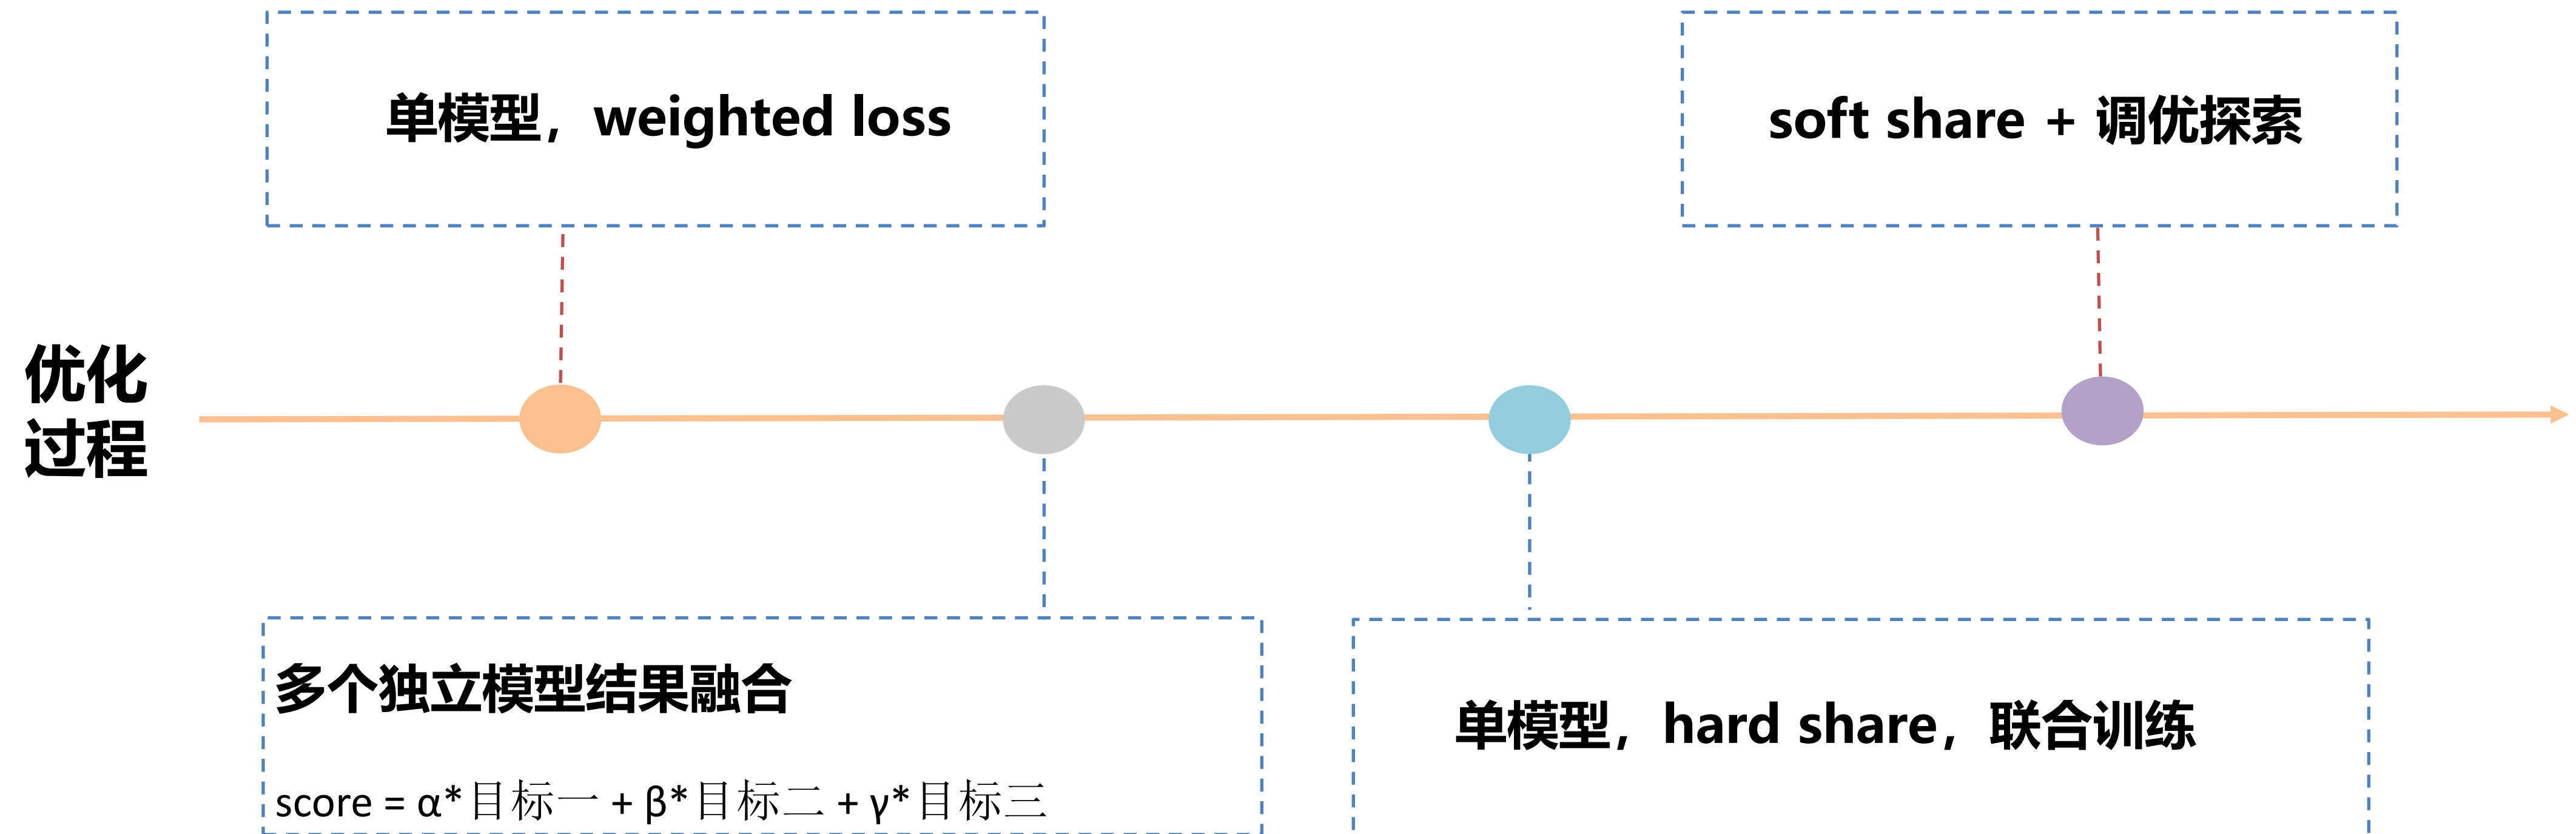 单模型，weighted loss
soft share + 调优探索
优化
过程
多个独立模型结果融合
score = α*目标一 + β*目标二 + γ*目标三
单模型，hard share，联合训练